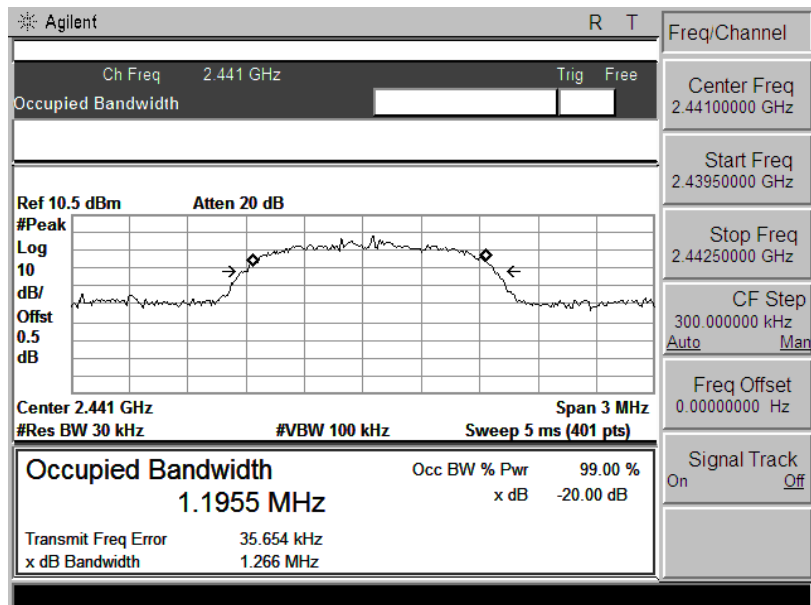 Agilent R T
Ch Freq 2.441 GHz Trig Free
Occupied Bandwidth
Ref 10.5 dBm Atten 20 dB
#Peak
Log
10
dB/
Offst
0.5
dB
Center 2.441 GHz Span 3 MHz
#Res BW 30 kHz #VBW 100 kHz Sweep 5 ms (401 pts)
Occupied Bandwidth Occ BW % Pwr 99.00 %
1.1955 MHz x dB -20.00 dB
Transmit Freq Error 35.654 kHz
x dB Bandwidth 1.266 MHz
Freq/Channel
Center Freq
2.44100000 GHz
Start Freq
2.43950000 GHz
Stop Freq
2.44250000 GHz
CF Step
300.000000 kHz
Auto Man
Freq Offset
0.00000000 Hz
Signal Track
On Off